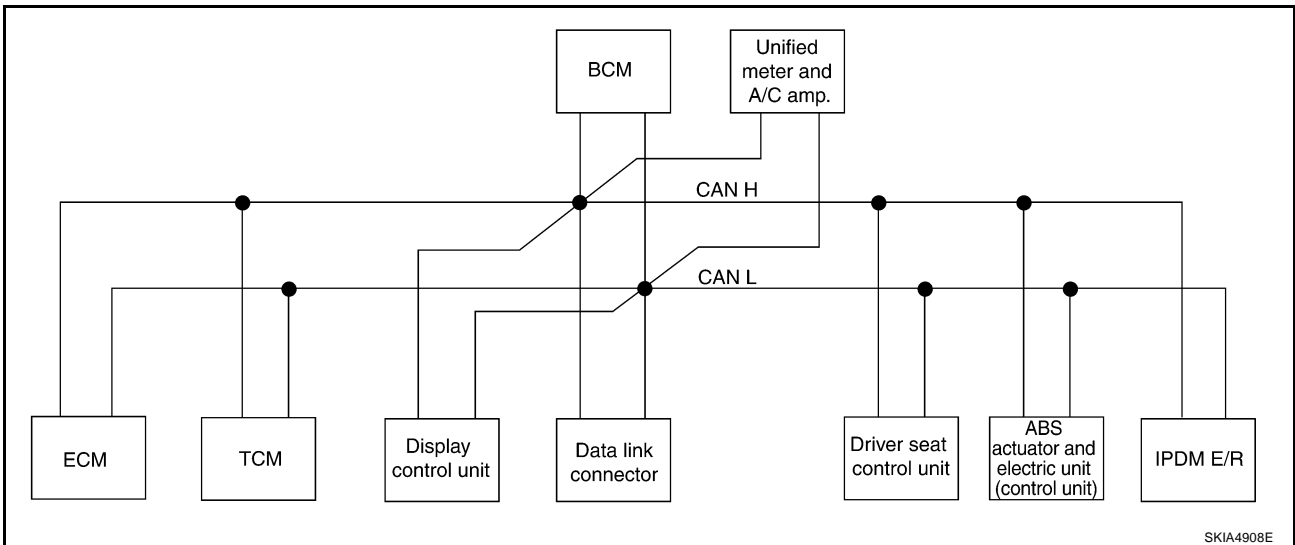 BCM
Unified
meter and
A/C amp.
CAN H
CAN L
ECM
TCM
Display
control unit
Data link
connector
Driver seat
control unit
ABS
actuator and
electric unit
(control unit)
IPDM E/R
SKIA4908E